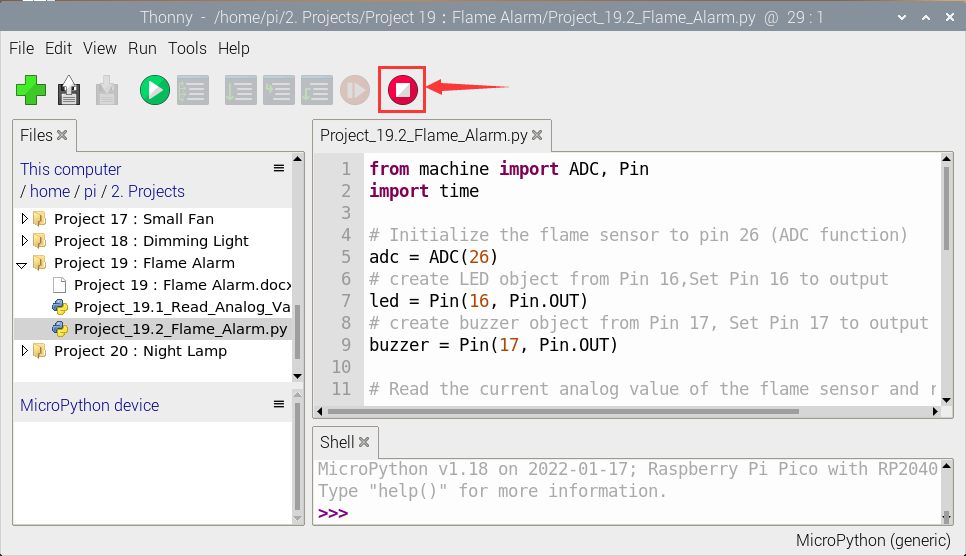 Thonny - /home/pi/2. Projects/Project 19 : Flame Alarm/Project_19.2_Flame_Alarm.py @ 29 : 1
File Edit View Run Tools Help
Files
This computer
/ home / pi / 2. Projects
Project 17 : Small Fan
Project 18 : Dimming Light
Project 19 : Flame Alarm
Project 19 : Flame Alarm.docx
Project_19.1_Read_Analog_Va
Project_19.2_Flame_Alarm.py
Project 20 : Night Lamp
MicroPython device
Project_19.2_Flame_Alarm.py
1 from machine import ADC, Pin
2 import time
3
4 # Initialize the flame sensor to pin 26 (ADC function)
5 adc = ADC(26)
6 # create LED object from Pin 16,Set Pin 16 to output
7 led = Pin(16, Pin.OUT)
8 # create buzzer object from Pin 17, Set Pin 17 to output
9 buzzer = Pin(17, Pin.OUT)
10
11 # Read the current analog value of the flame sensor and
Shell
MicroPython v1.18 on 2022-01-17; Raspberry Pi Pico with RP2040
Type "help()" for more information.
>>>
MicroPython (generic)